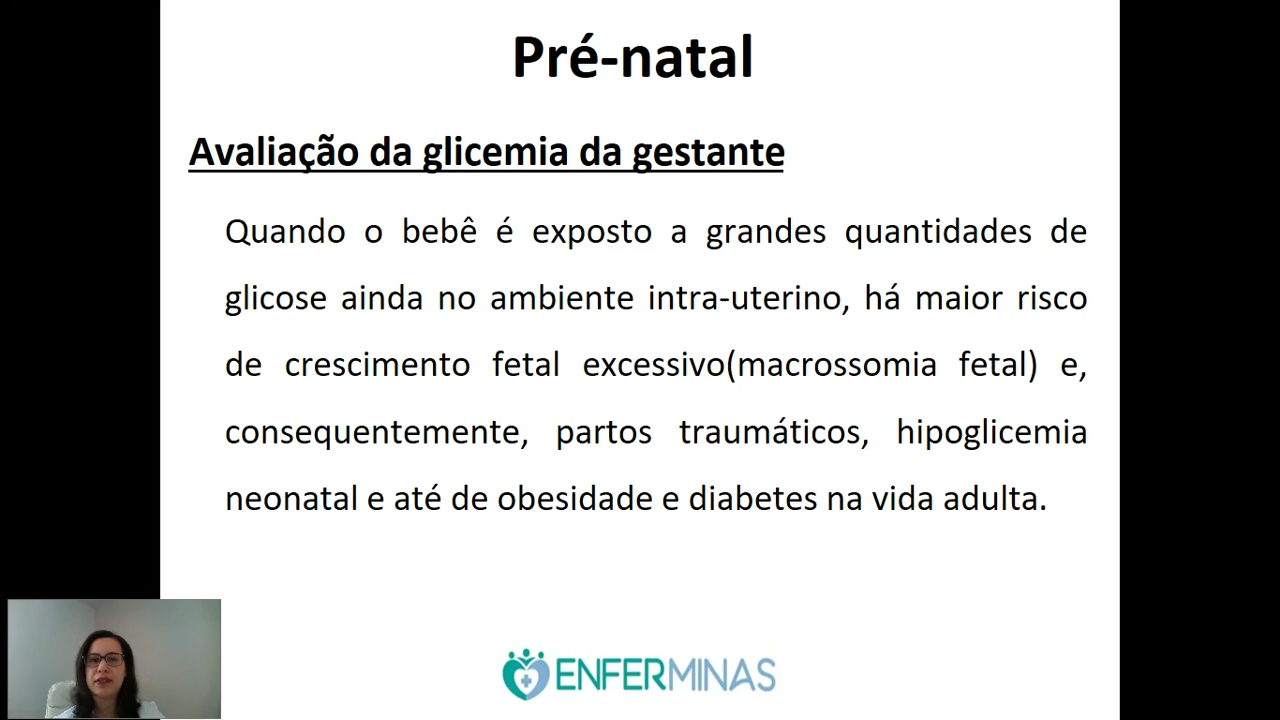 Pré-natal
Avaliação da glicemia da gestante
Quando o bebê é exposto a grandes quantidades de
glicose ainda no ambiente intra-uterino, há maior risco
de crescimento fetal excessivo(macrossomia fetal) e,
consequentemente, partos traumáticos, hipoglicemia
neonatal e até de obesidade e diabetes na vida adulta.
ENFERMINAS